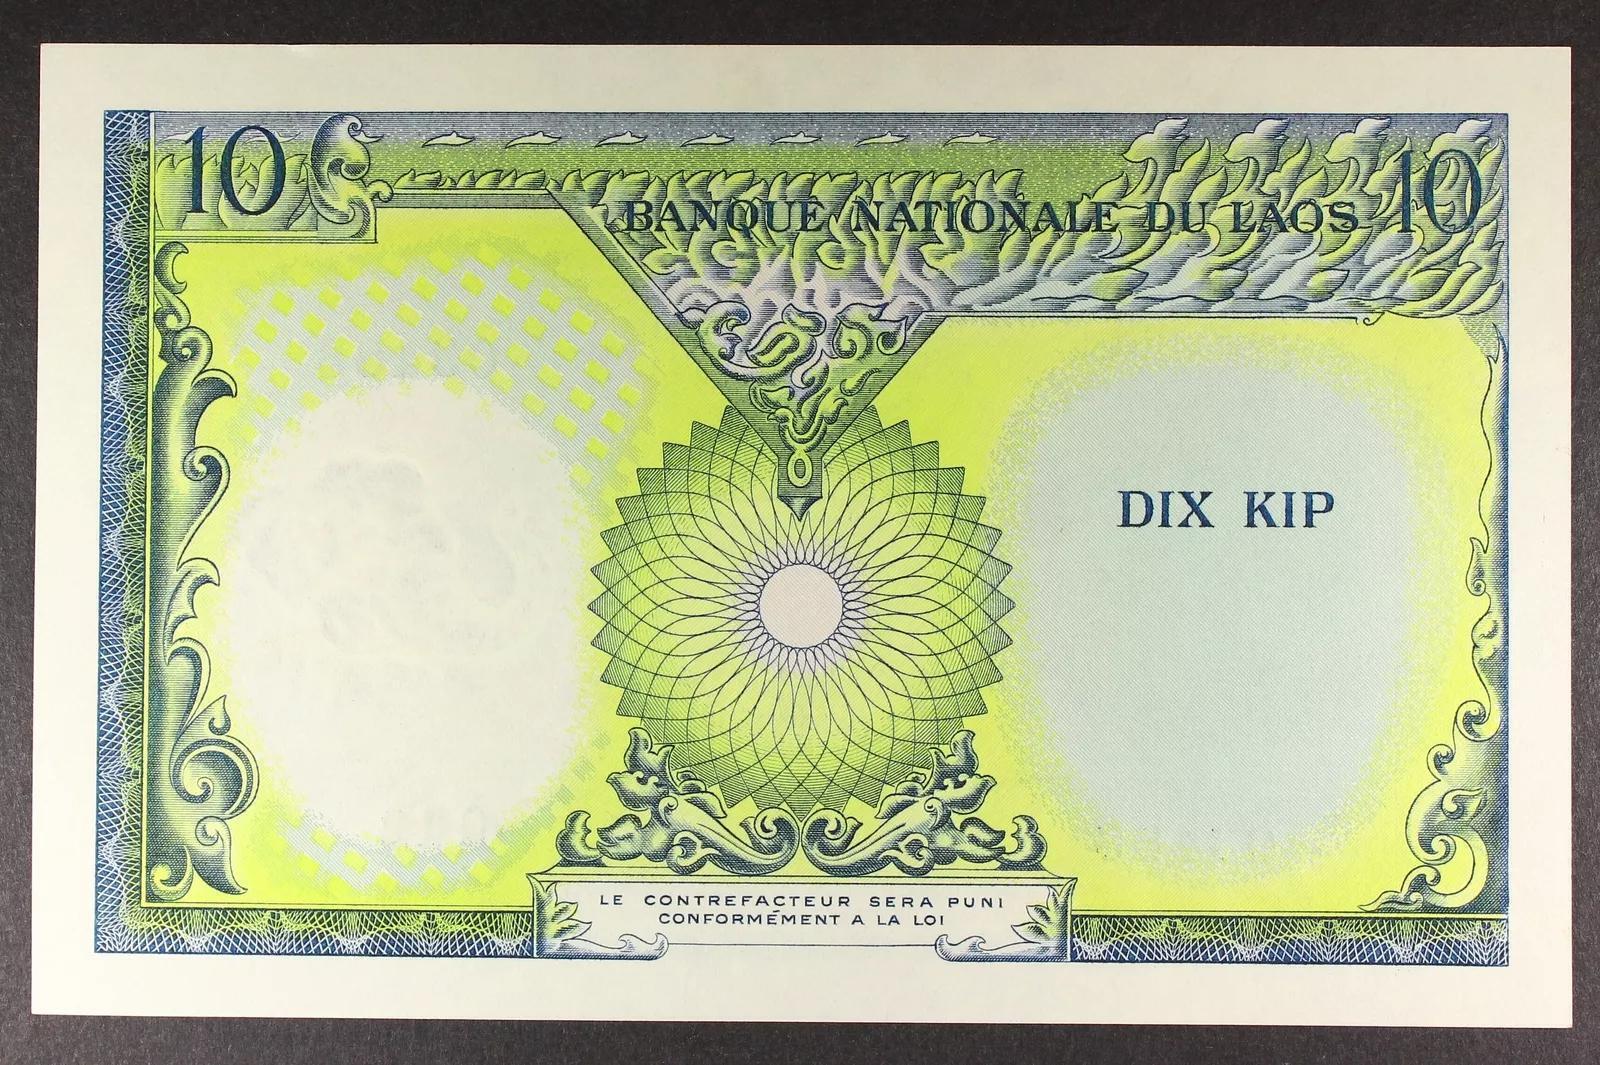 10
BANQUE NATIONALE DU LAOS 10
DIX KIP
LE CONTREFACTEUR SERA PUNI
CONFORMÉMENT A LA LOI